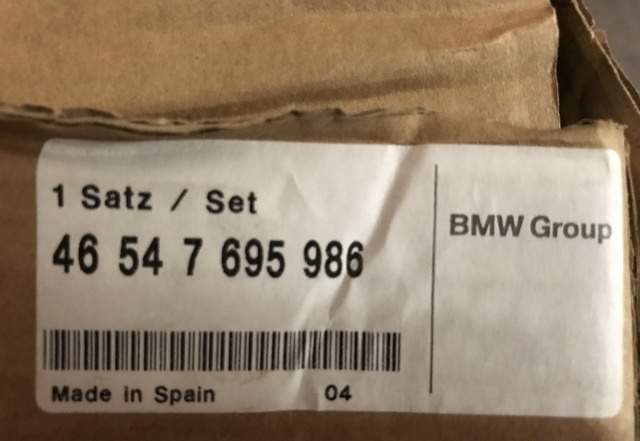 1 Satz / Set
46 54 7 695 986
BMW Group
Made in Spain 04